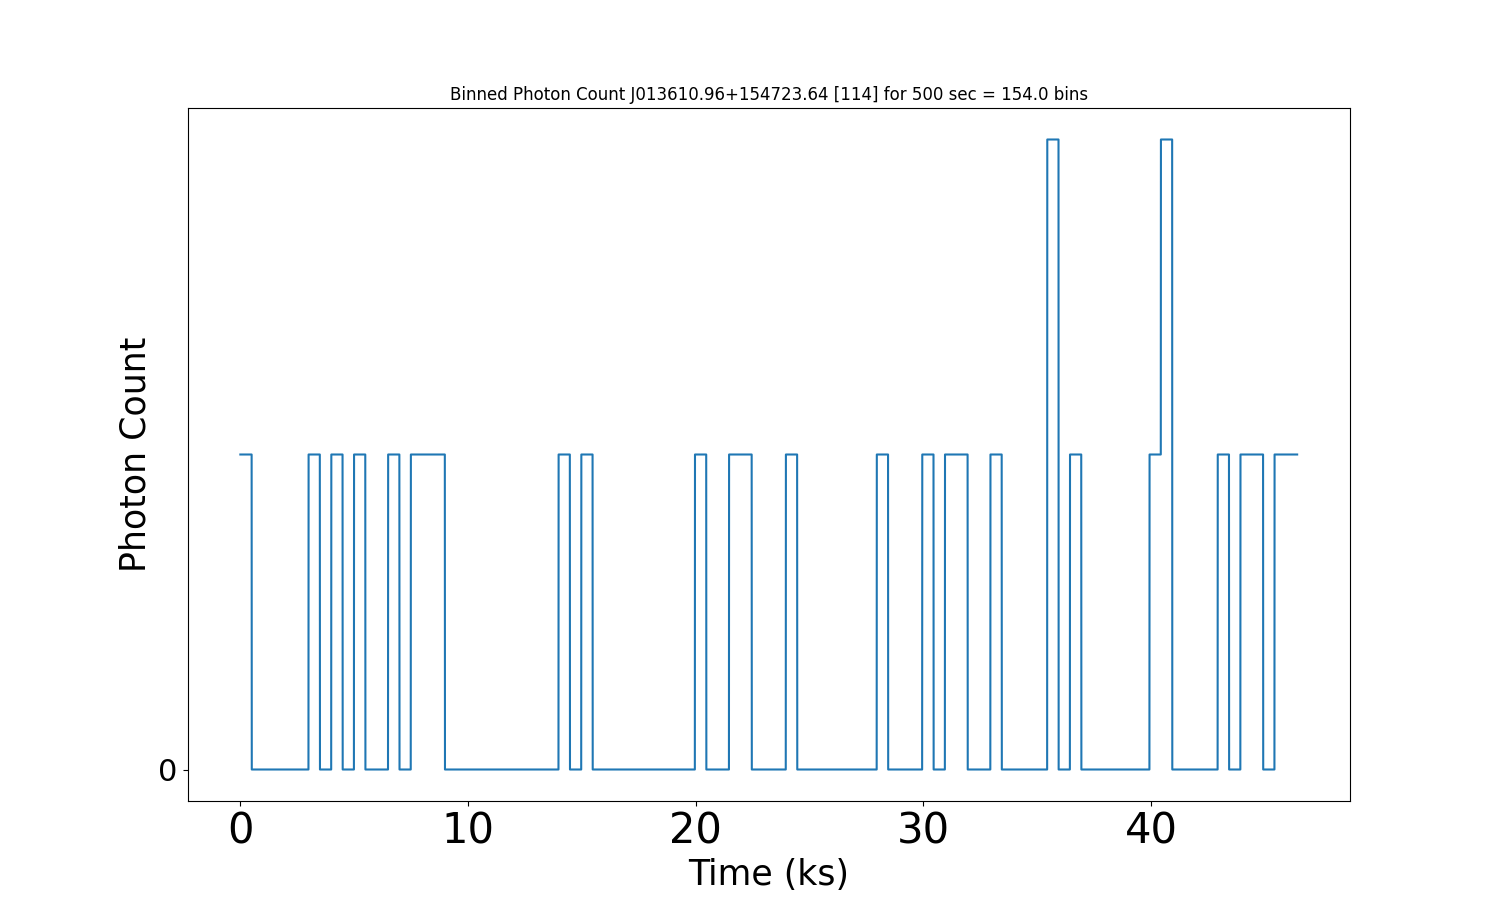 Binned Photon Count J013610.96+154723.64 [114] for 500 sec = 154.0 bins
Photon Count
0
0 10 20 30 40
Time (ks)